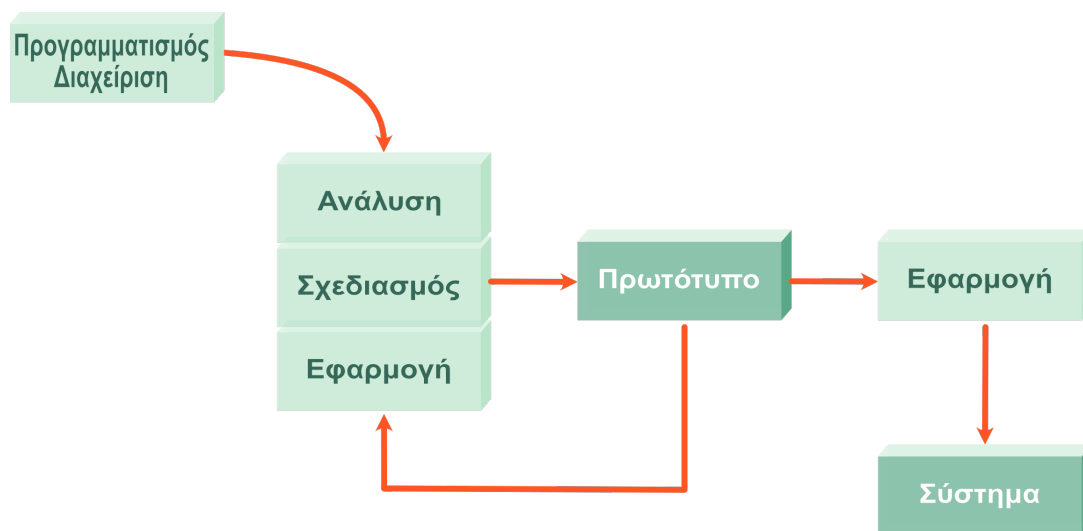 Προγραμματισμός
Διαχείριση
Ανάλυση
Σχεδιασμός
Εφαρμογή
Πρωτότυπο
Εφαρμογή
Σύστημα